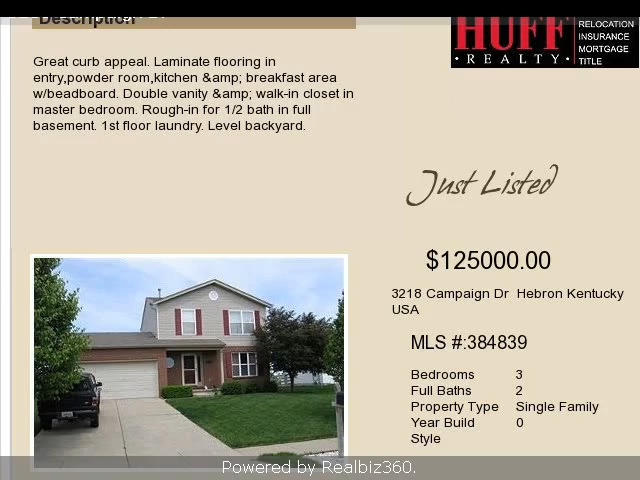 Description
Great curb appeal. Laminate flooring in
entry,powder room,kitchen &amp; breakfast area
w/beadboard. Double vanity &amp; walk-in closet in
master bedroom. Rough-in for 1/2 bath in full
basement. 1st floor laundry. Level backyard.
HUFF
·REALTY·
RELOCATION
INSURANCE
MORTGAGE
TITLE
Just Listed
$125000.00
3218 Campaign Dr  Hebron Kentucky
USA
MLS #:384839
Bedrooms 3
Full Baths 2
Property Type Single Family
Year Build 0
Style
Powered by Realbiz360.